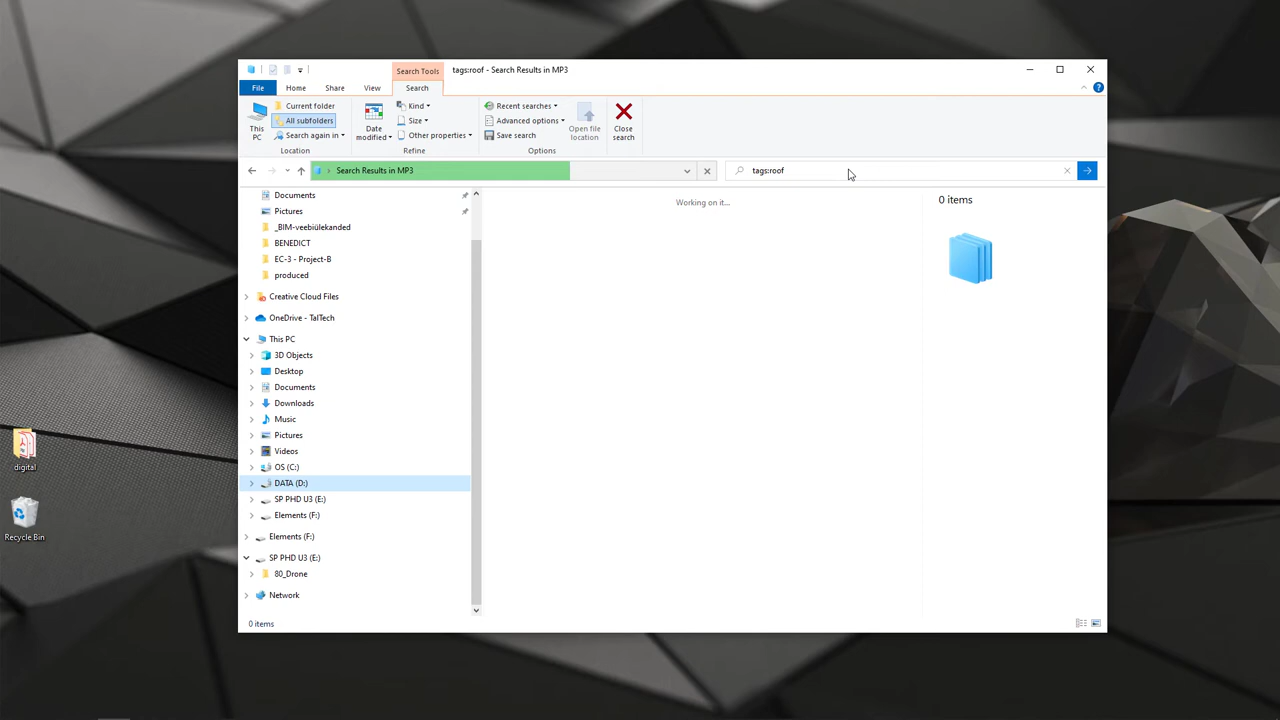 Search Tools
tags:roof - Search Results in MP3
File
Home
Share
View
Search
This PC
Current folder
All subfolders
Search again in
Location
Date modified
Kind
Size
Other properties
Refine
Recent searches
Advanced options
Save search
Open file location
Options
Close search
Search Results in MP3
tags:roof
Documents
Pictures
_BIM-veebiülekanded
BENEDICT
EC-3 - Project-B
produced
Creative Cloud Files
OneDrive - TalTech
This PC
3D Objects
Desktop
Documents
Downloads
Music
Pictures
Videos
OS (C:)
DATA (D:)
SP PHD U3 (E:)
Elements (F:)
Elements (F:)
SP PHD U3 (E:)
80_Drone
Network
Working on it...
0 items
0 items
digital
Recycle Bin